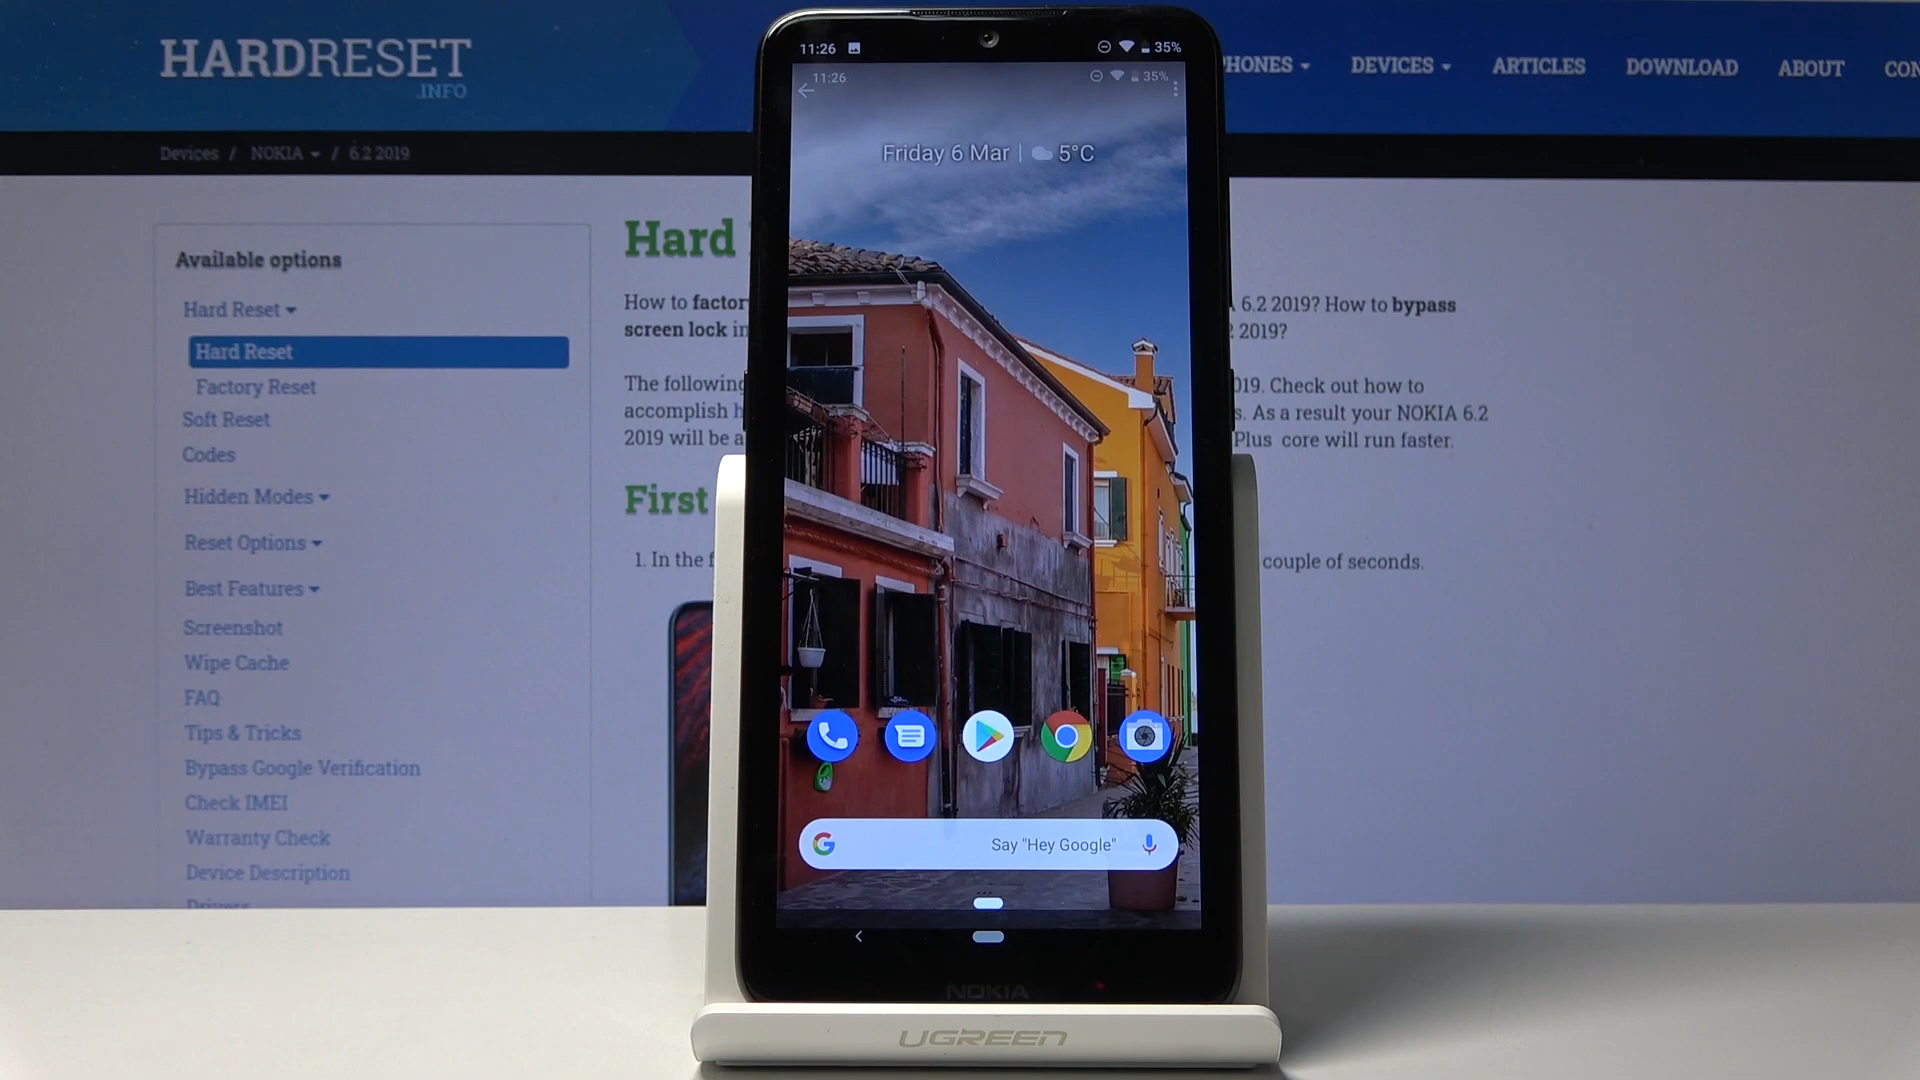 HARDRESET
.INFO
PHONES DEVICES ARTICLES DOWNLOAD ABOUT
Devices / NOKIA / 6.2 2019
Available options
Hard Reset
Hard Reset
Factory Reset
Soft Reset
Codes
Hidden Modes
Reset Options
Best Features
Screenshot
Wipe Cache
FAQ
Tips & Tricks
Bypass Google Verification
Check IMEI
Warranty Check
Device Description
Drivers
Hard
How to 6.2 2019? How to bypass
screen lock 2019?
The following 2019. Check out how to
accomplish As a result your NOKIA 6.2
2019 will be a Plus core will run faster.
First
1. In the couple of seconds.
11:26 35%
11:26 35%
Friday 6 Mar | 5°C
G Say "Hey Google"
NOKIA
UGREEN